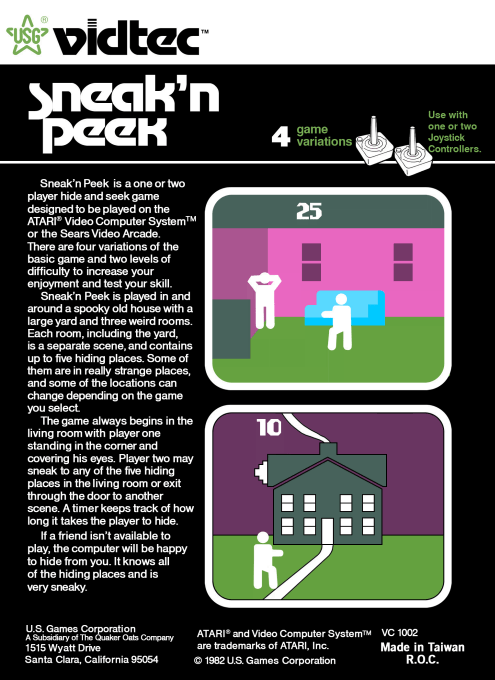 USG®
vidtec™
sneak'n
peek
4 game
variations
Use with
one or two
Joystick
Controllers.
Sneak'n Peek is a one or two
player hide and seek game
designed to be played on the
ATARI® Video Computer System™
or the Sears Video Arcade.
There are four variations of the
basic game and two levels of
difficulty to increase your
enjoyment and test your skill.
Sneak'n Peek is played in and
around a spooky old house with a
large yard and three weird rooms.
Each room, including the yard,
is a separate scene, and contains
up to five hiding places. Some of
them are in really strange places,
and some of the locations can
change depending on the game
you select.
The game always begins in the
living room with player one
standing in the corner and
covering his eyes. Player two may
sneak to any of the five hiding
places in the living room or exit
through the door to another
scene. A timer keeps track of how
long it takes the player to hide.
If a friend isn't available to
play, the computer will be happy
to hide from you. It knows all
of the hiding places and is
very sneaky.
25
10
U.S. Games Corporation
A Subsidiary of The Quaker Oats Company
1515 Wyatt Drive
Santa Clara, California 95054
ATARI® and Video Computer System™
are trademarks of ATARI, Inc.
© 1982 U.S. Games Corporation
VC 1002
Made in Taiwan
R.O.C.